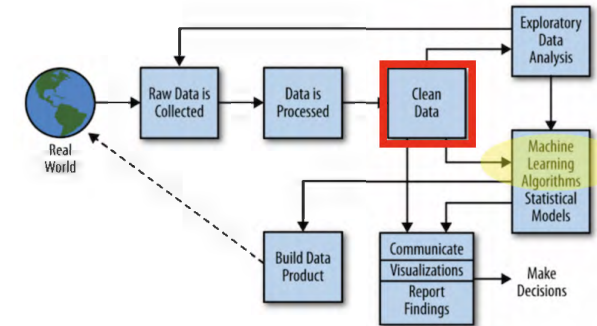 Exploratory
Data
Analysis
Raw Data is
Collected
Data is
Processed
Clean
Data
Real
World
Machine
Learning
Algorithms
Statistical
Models
Build Data
Product
Communicate
Visualizations
Report
Findings
Make
Decisions